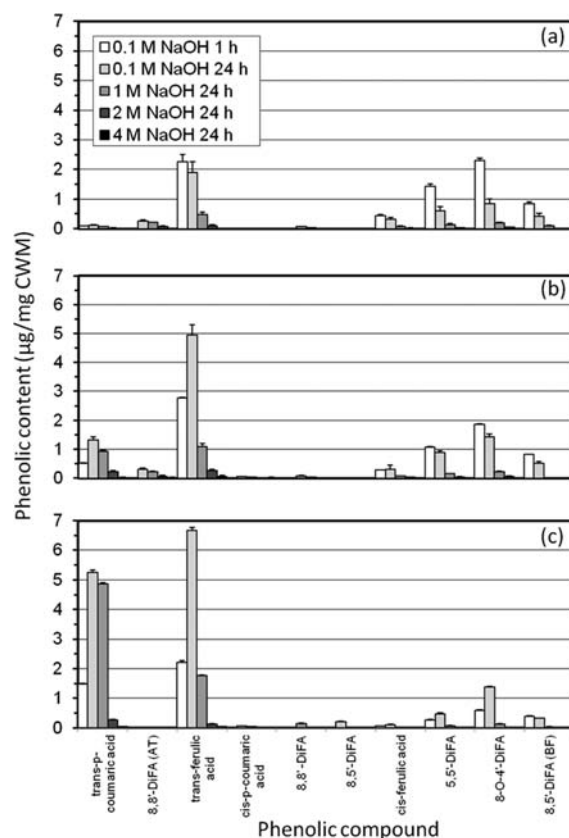 (a)
0.1 M NaOH 1 h
0.1 M NaOH 24 h
1 M NaOH 24 h
2 M NaOH 24 h
4 M NaOH 24 h
7
6
5
4
3
2
1
0
(b)
7
6
5
4
3
2
1
0
(c)
7
6
5
4
3
2
1
0
Phenolic content (µg/mg CWM)
trans-p-
coumaric acid
8,8'-DiFA (AT)
trans-ferulic
acid
cis-p-coumaric
acid
8,8'-DiFA
8,5'-DiFA
cis-ferulic acid
5,5'-DiFA
8-O-4'-DiFA
8,5'-DiFA (BF)
Phenolic compound